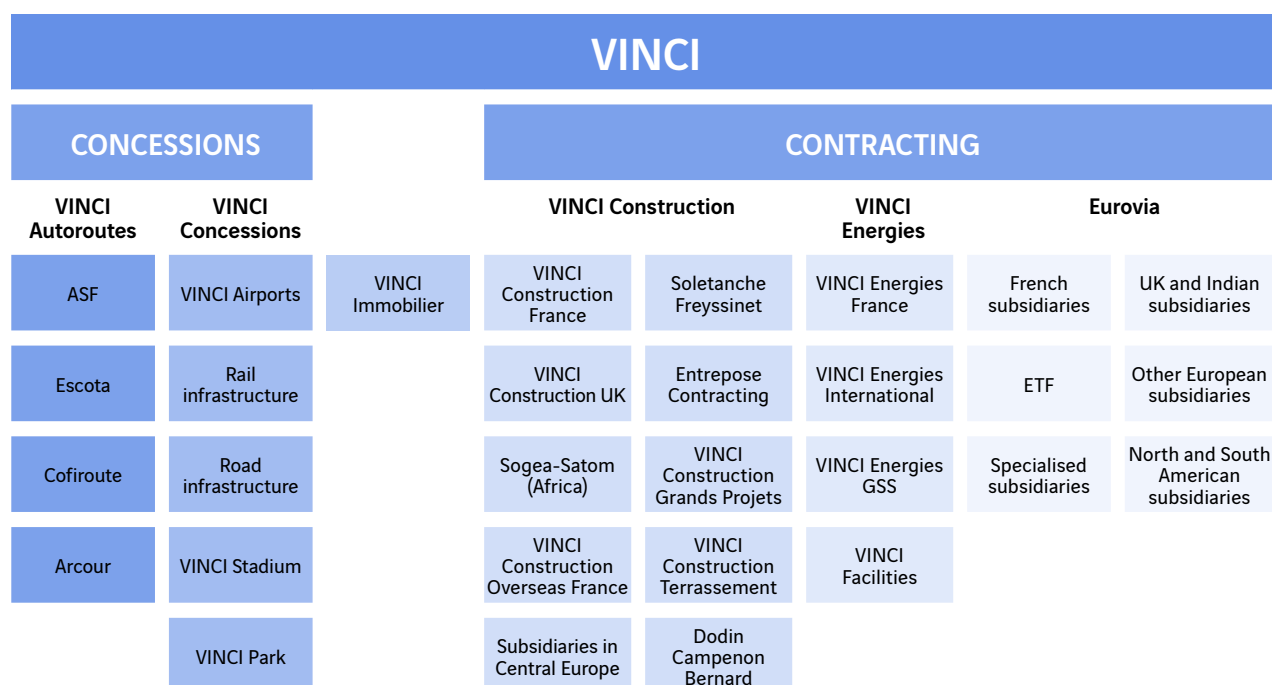 VINCI
CONCESSIONS
CONTRACTING
VINCI
Autoroutes
VINCI
Concessions
VINCI Construction
VINCI
Energies
Eurovia
ASF
VINCI Airports
VINCI
Immobilier
VINCI
Construction
France
Soletanche
Freyssinet
VINCI Energies
France
French
subsidiaries
UK and Indian
subsidiaries
Escota
Rail
infrastructure
VINCI
Construction UK
Entrepose
Contracting
VINCI Energies
International
ETF
Other European
subsidiaries
Cofiroute
Road
infrastructure
Sogea-Satom
(Africa)
VINCI
Construction
Grands Projets
VINCI Energies
GSS
Specialised
subsidiaries
North and South
American
subsidiaries
Arcour
VINCI Stadium
VINCI
Construction
Overseas France
VINCI
Construction
Terrassement
VINCI
Facilities
VINCI Park
Subsidiaries in
Central Europe
Dodin
Campenon
Bernard